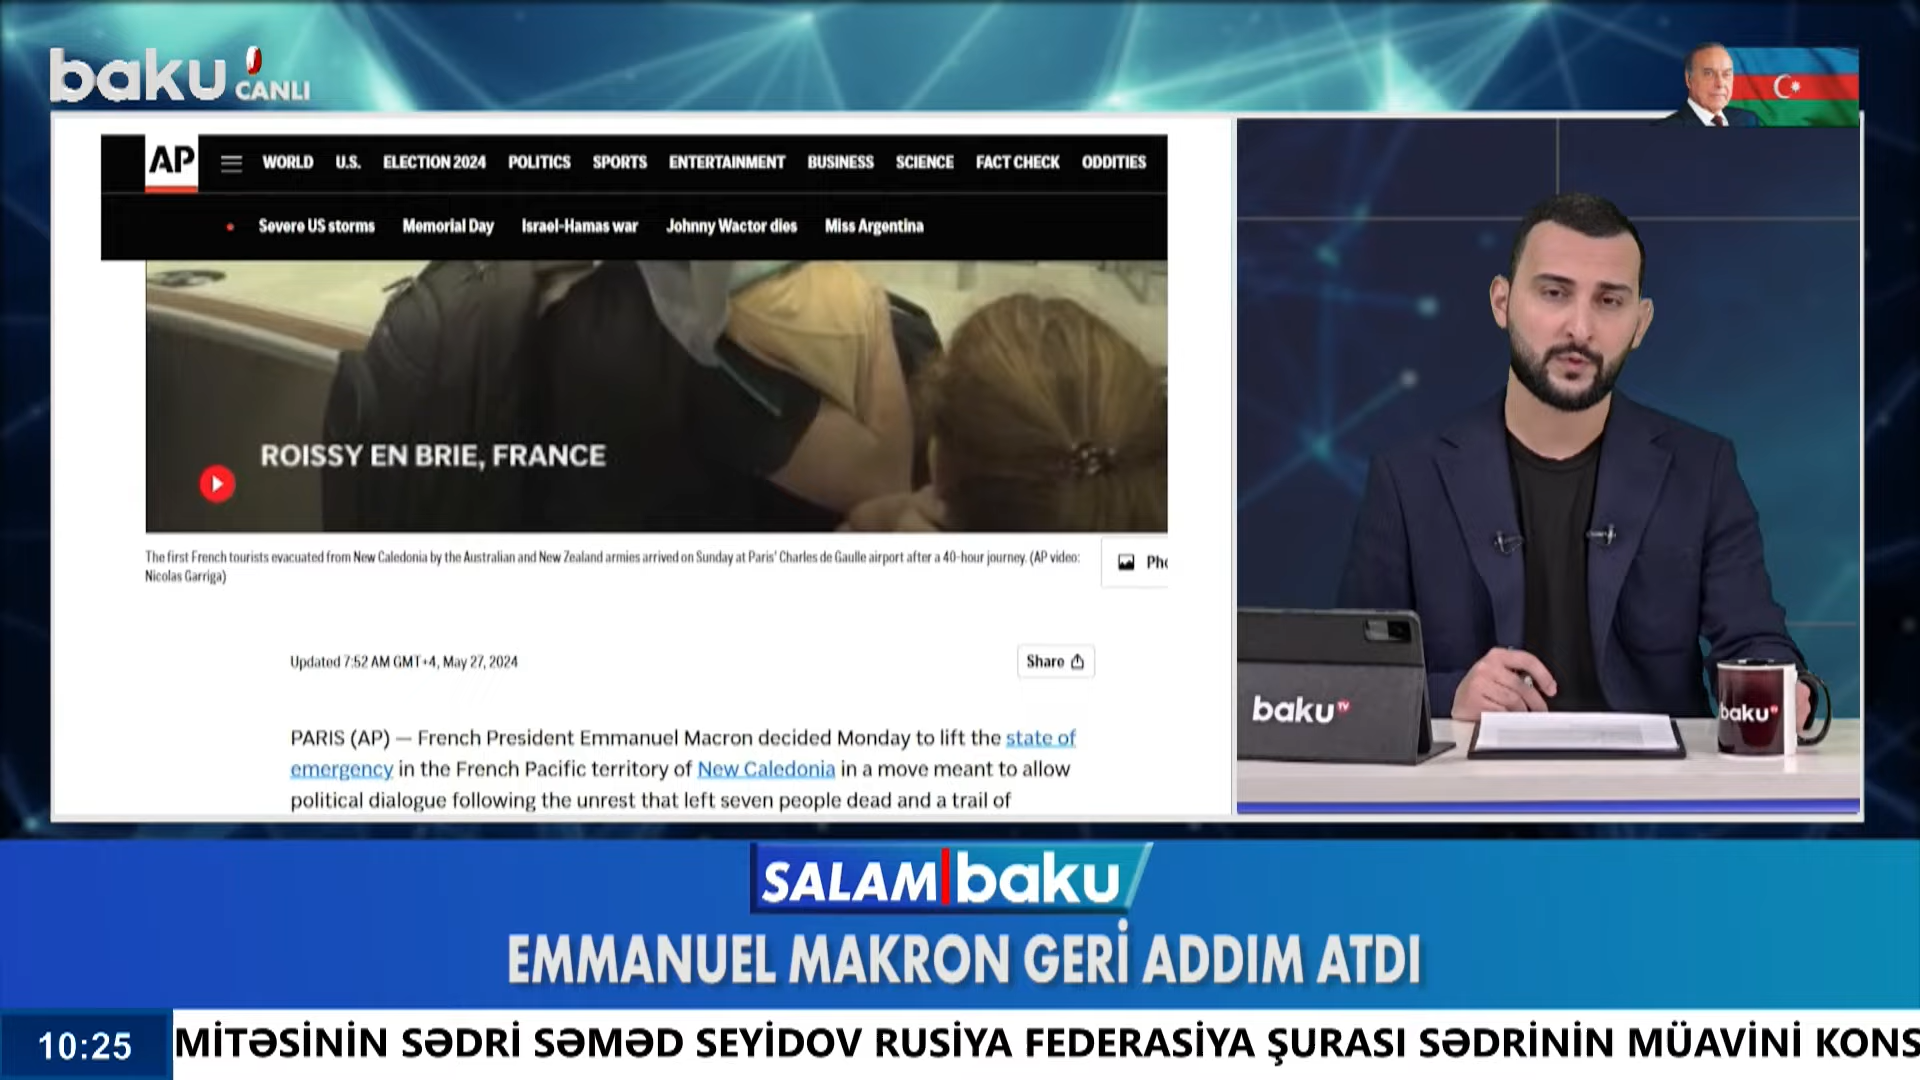 baku
CANLI
AP
WORLD U.S. ELECTION 2024 POLITICS SPORTS ENTERTAINMENT BUSINESS SCIENCE FACT CHECK ODDITIES
Severe US storms Memorial Day Israel-Hamas war Johnny Wactor dies Miss Argentina
ROISSY EN BRIE, FRANCE
The first French tourists evacuated from New Caledonia by the Australian and New Zealand armies arrived on Sunday at Paris' Charles de Gaulle airport after a 40-hour journey. (AP video:
Nicolas Garriga)
Pho
Updated 7:52 AM GMT+4, May 27, 2024
Share
PARIS (AP) — French President Emmanuel Macron decided Monday to lift the state of
emergency in the French Pacific territory of New Caledonia in a move meant to allow
political dialogue following the unrest that left seven people dead and a trail of
baku TV
baku
SALAM baku
EMMANUEL MAKRON GERİ ADDIM ATDI
10:25 MİTƏSİNİN SƏDRİ SƏMƏD SEYİDOV RUSİYA FEDERASİYA ŞURASI SƏDRİNİN MÜAVİNİ KONS